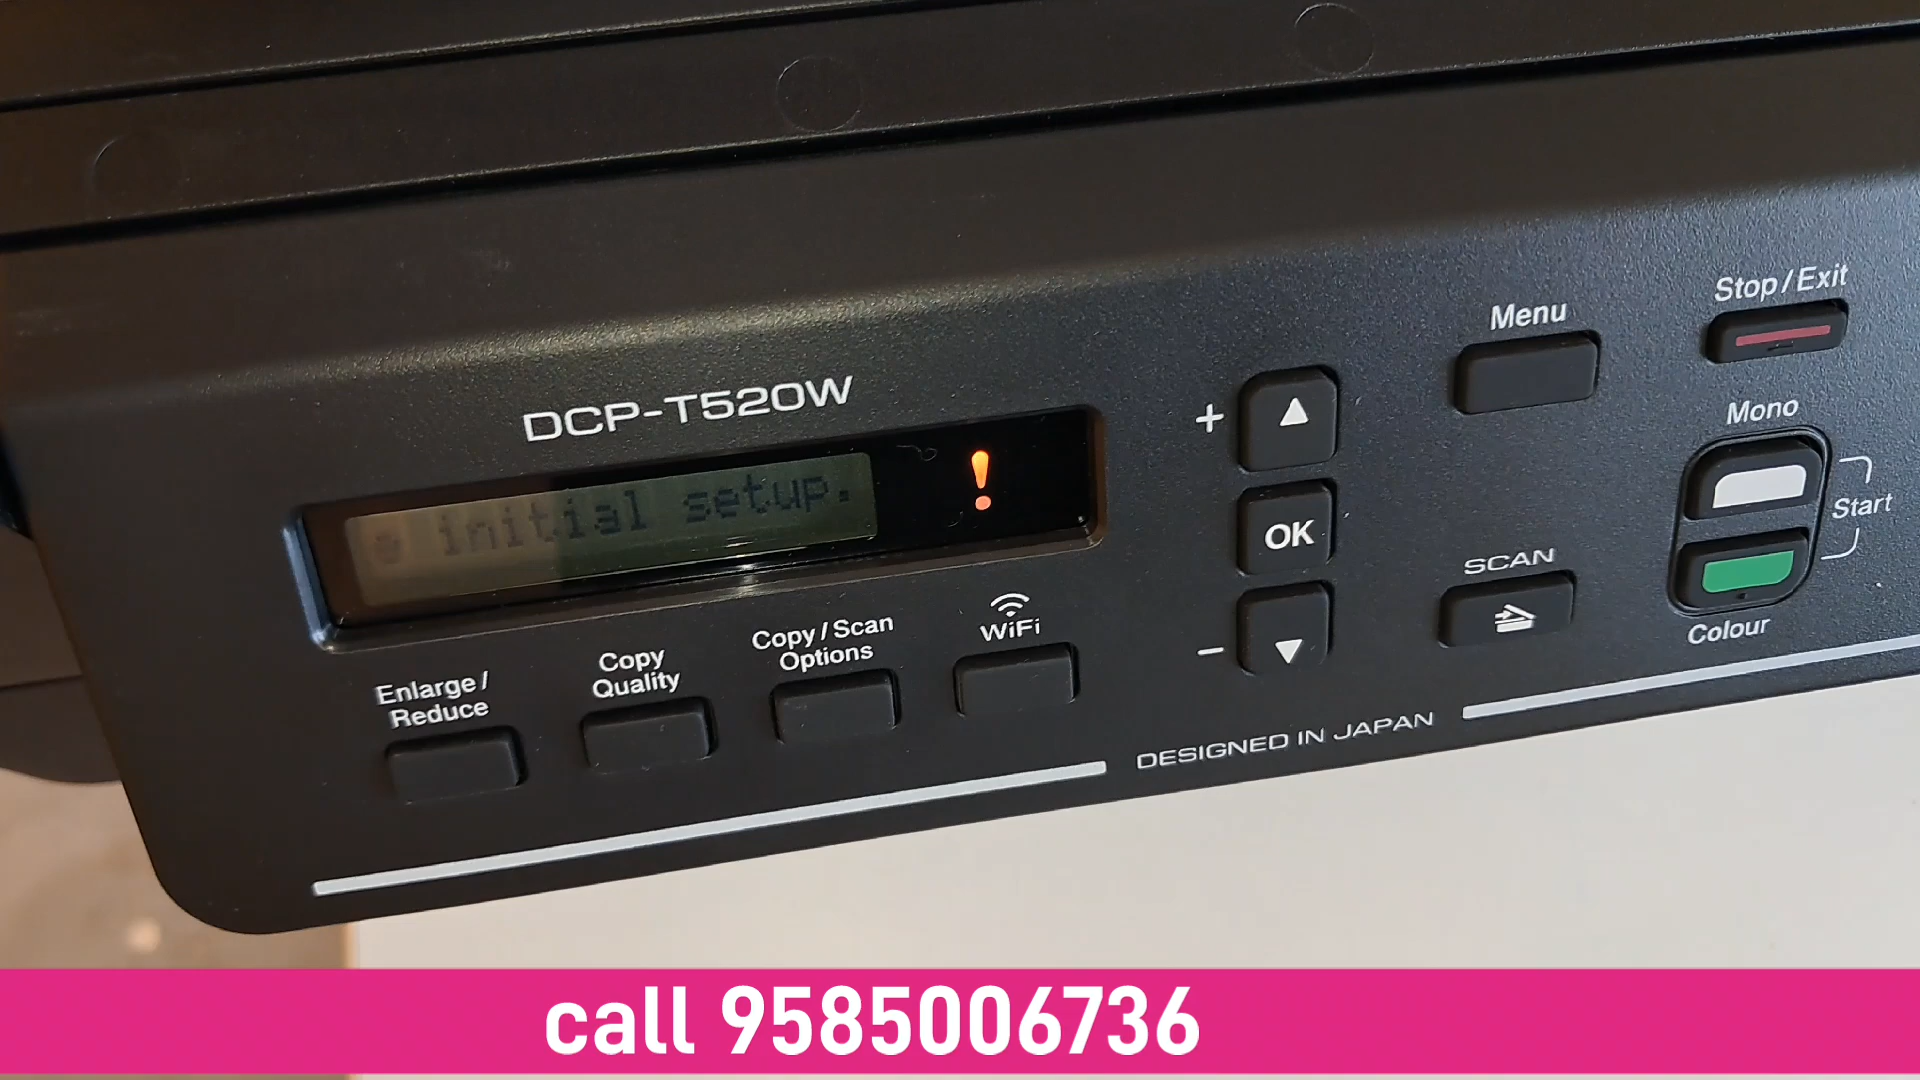 Stop/Exit
Menu
DCP-T520W
+
Mono
initial setup.
!
OK
Start
SCAN
WiFi
Copy/Scan
Options
Copy
Quality
Enlarge/
Reduce
-
Colour
DESIGNED IN JAPAN
call 9585006736